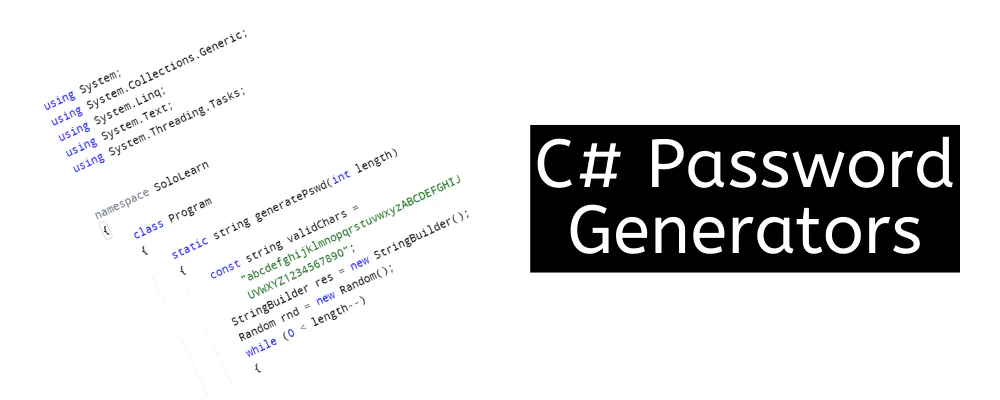 using System;
using System.Collections.Generic;
using System.Linq;
using System.Text;
using System.Threading.Tasks;
namespace SoloLearn
{
class Program
{
static string generatePswd(int length)
{
const string validChars =
"abcdefghijklmnopqrstuvwxyzABCDEFGHIJ
UVWXYZ1234567890";
StringBuilder res = new StringBuilder();
Random rnd = new Random();
while (0 < length--)
{
C# Password
Generators